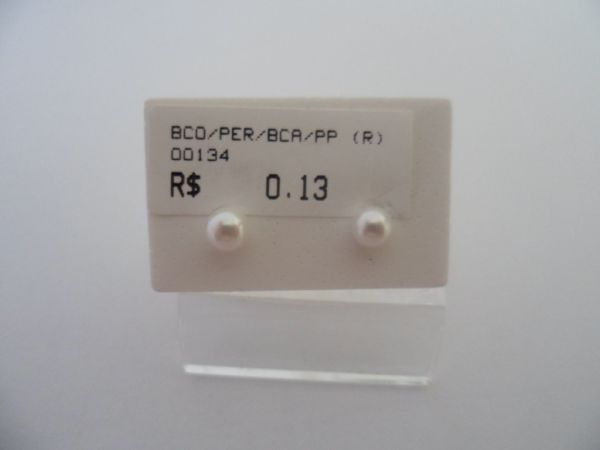 BCO/PER/BCA/PP (R)
00134
R$ 0.13